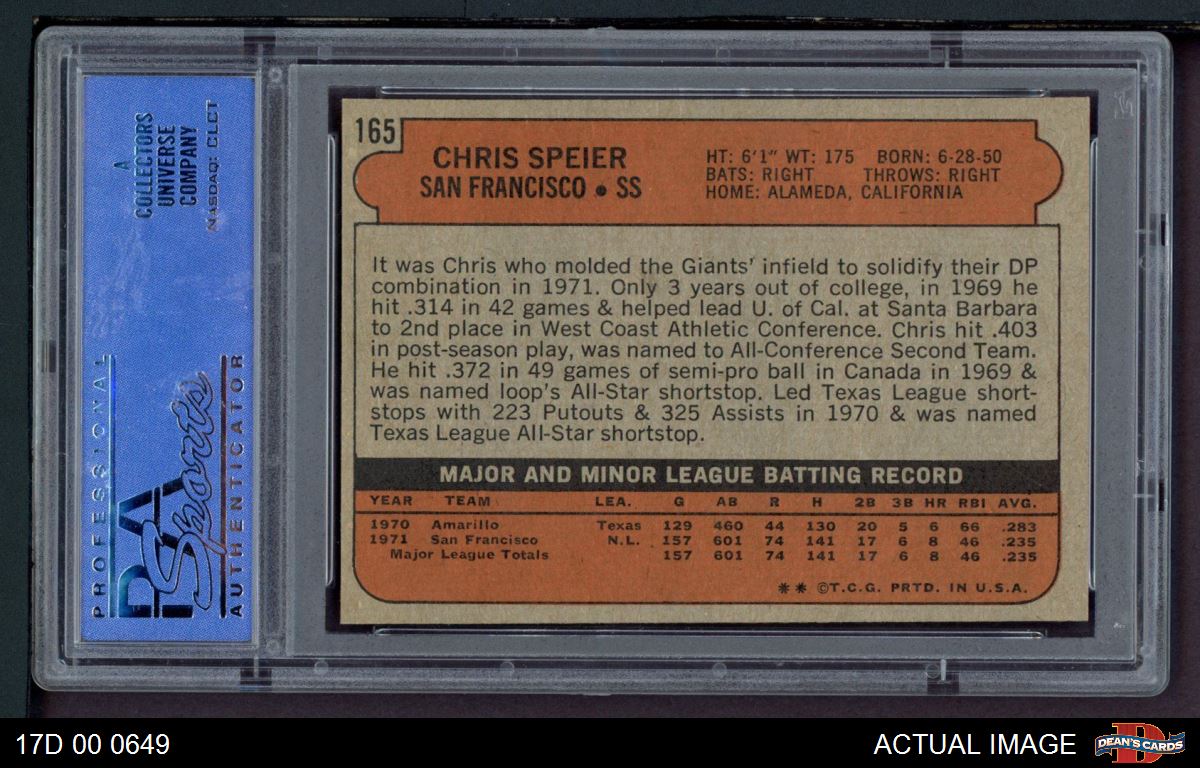 A
COLLECTORS
UNIVERSE
COMPANY
NASDAQ: CLCT
PROFESSIONAL
PSA
Sports
AUTHENTICATOR
165
CHRIS SPEIER
SAN FRANCISCO • SS
HT: 6'1" WT: 175 BORN: 6-28-50
BATS: RIGHT THROWS: RIGHT
HOME: ALAMEDA, CALIFORNIA
It was Chris who molded the Giants' infield to solidify their DP
combination in 1971. Only 3 years out of college, in 1969 he
hit .314 in 42 games & helped lead U. of Cal. at Santa Barbara
to 2nd place in West Coast Athletic Conference. Chris hit .403
in post-season play, was named to All-Conference Second Team.
He hit .372 in 49 games of semi-pro ball in Canada in 1969 &
was named loop's All-Star shortstop. Led Texas League short-
stops with 223 Putouts & 325 Assists in 1970 & was named
Texas League All-Star shortstop.
MAJOR AND MINOR LEAGUE BATTING RECORD
YEAR TEAM LEA. G AB R H 2B 3B HR RBI AVG.
1970 Amarillo Texas 129 460 44 130 20 5 6 66 .283
1971 San Francisco N.L. 157 601 74 141 17 6 8 46 .235
Major League Totals 157 601 74 141 17 6 8 46 .235
** ©T.C.G. PRTD. IN U.S.A.
17D 00 0649
ACTUAL IMAGE
D
DEAN'S CARDS